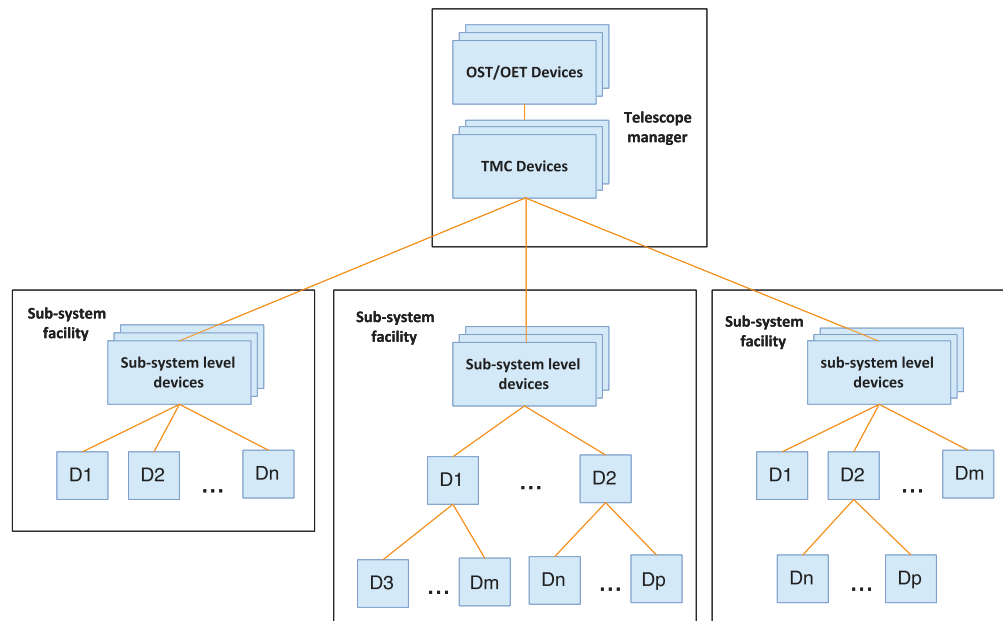 OST/OET Devices
Telescope
manager
TMC Devices
Sub-system
facility
Sub-system level
devices
D1
D2
...
Dn
Sub-system
facility
Sub-system level
devices
D1
...
D2
D3
...
Dm
Dn
...
Dp
Sub-system
facility
sub-system level
devices
D1
D2
...
Dm
Dn
...
Dp